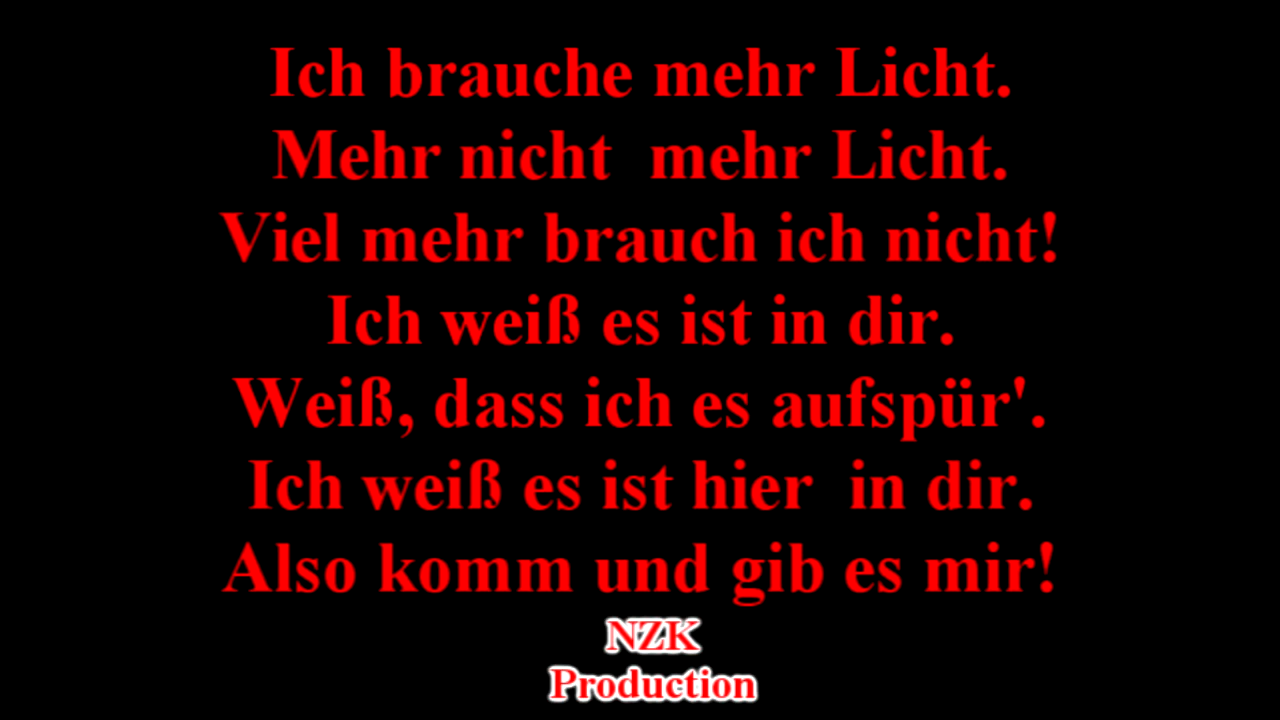 Ich brauche mehr Licht.
Mehr nicht  mehr Licht.
Viel mehr brauch ich nicht!
Ich weiß es ist in dir.
Weiß, dass ich es aufspür'.
Ich weiß es ist hier  in dir.
Also komm und gib es mir!
NZK
Production